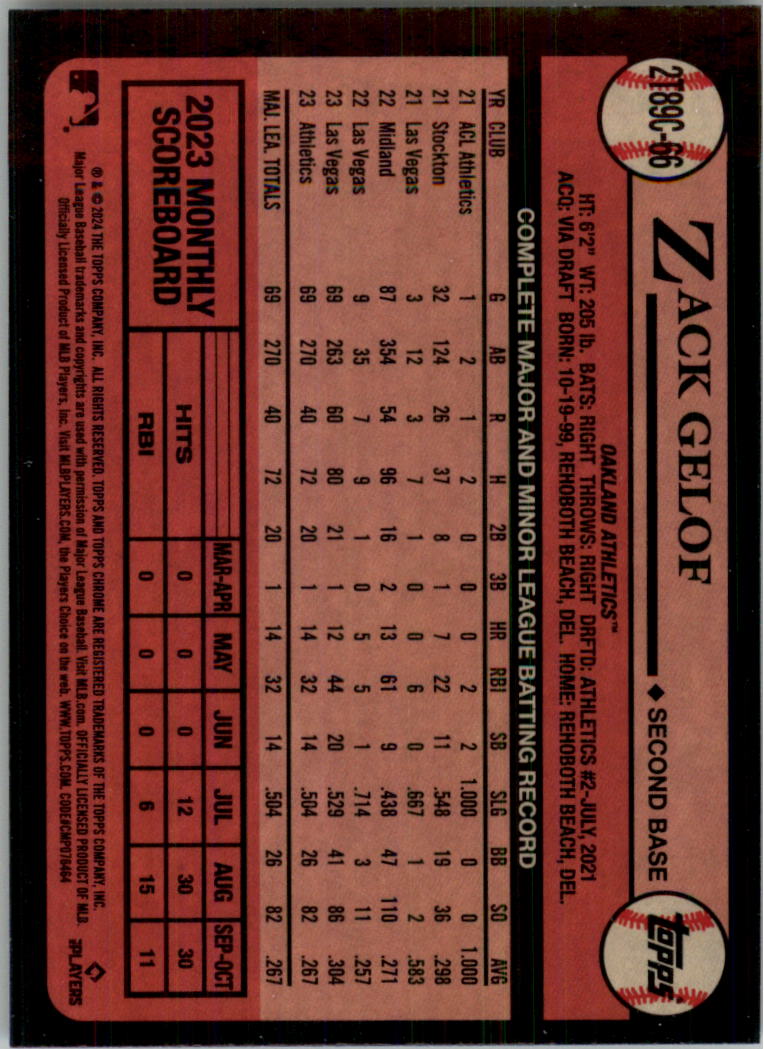 2T89C-66
ZACK GELOF
◆ SECOND BASE
topps
OAKLAND ATHLETICS™
HT: 6'2" WT: 205 lb. BATS: RIGHT THROWS: RIGHT DRFTD: ATHLETICS #2-JULY, 2021
ACQ: VIA DRAFT BORN: 10-19-99, REHOBOTH BEACH, DEL. HOME: REHOBOTH BEACH, DEL.
COMPLETE MAJOR AND MINOR LEAGUE BATTING RECORD
YR CLUB G AB R H 2B 3B HR RBI SB SLG BB SO AVG
21 ACL Athletics 1 2 1 2 0 0 0 2 2 1.000 0 0 1.000
21 Stockton 32 124 26 37 8 1 7 22 11 .548 19 36 .298
21 Las Vegas 3 12 3 7 1 0 0 6 0 .667 1 2 .583
22 Midland 87 354 54 96 16 2 13 61 9 .438 47 110 .271
22 Las Vegas 9 35 7 9 1 0 5 5 1 .714 3 11 .257
23 Las Vegas 69 263 60 80 21 1 12 44 20 .529 41 86 .304
23 Athletics 69 270 40 72 20 1 14 32 14 .504 26 82 .267
MAJ. LEA. TOTALS 69 270 40 72 20 1 14 32 14 .504 26 82 .267
2023 MONTHLY SCOREBOARD
MAR-APR MAY JUN JUL AUG SEP-OCT
HITS 0 0 0 12 30 30
RBI 0 0 0 6 15 11
® & © 2024 THE TOPPS COMPANY, INC. ALL RIGHTS RESERVED. TOPPS AND TOPPS CHROME ARE REGISTERED TRADEMARKS OF THE TOPPS COMPANY, INC.
Major League Baseball trademarks and copyrights are used with permission of Major League Baseball. Visit MLB.com. OFFICIALLY LICENSED PRODUCT OF MLB.
Officially Licensed Product of MLB Players, Inc. Visit MLBPLAYERS.COM, the Players Choice on the web. WWW.TOPPS.COM. CODE#CMP078464
PLAYERS